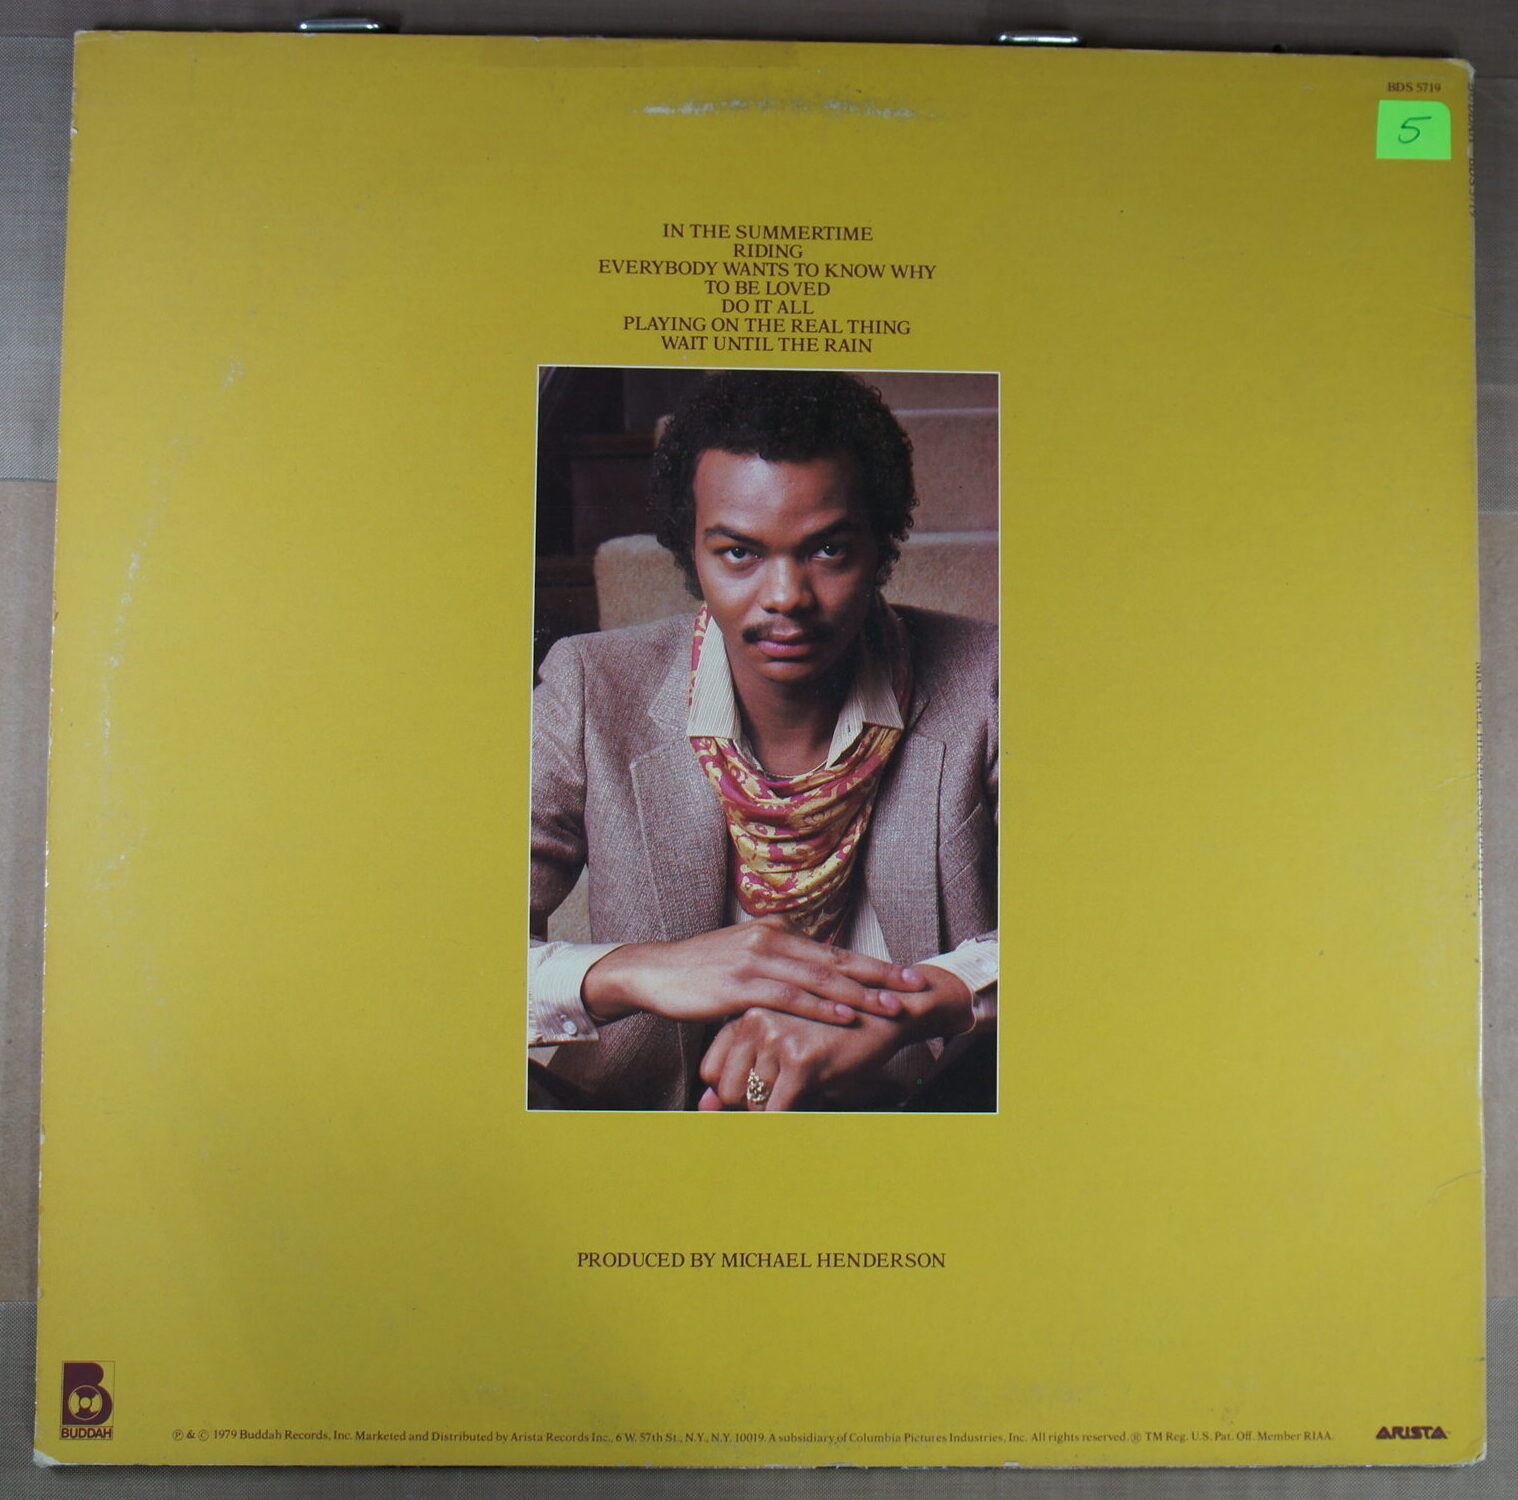 BDS 5719
5
IN THE SUMMERTIME
RIDING
EVERYBODY WANTS TO KNOW WHY
TO BE LOVED
DO IT ALL
PLAYING ON THE REAL THING
WAIT UNTIL THE RAIN
PRODUCED BY MICHAEL HENDERSON
BUDDAH
Ⓟ & © 1979 Buddah Records, Inc. Marketed and Distributed by Arista Records Inc., 6 W. 57th St., N.Y., N.Y. 10019. A subsidiary of Columbia Pictures Industries, Inc. All rights reserved. ® TM Reg. U.S. Pat. Off. Member RIAA.
ARISTA